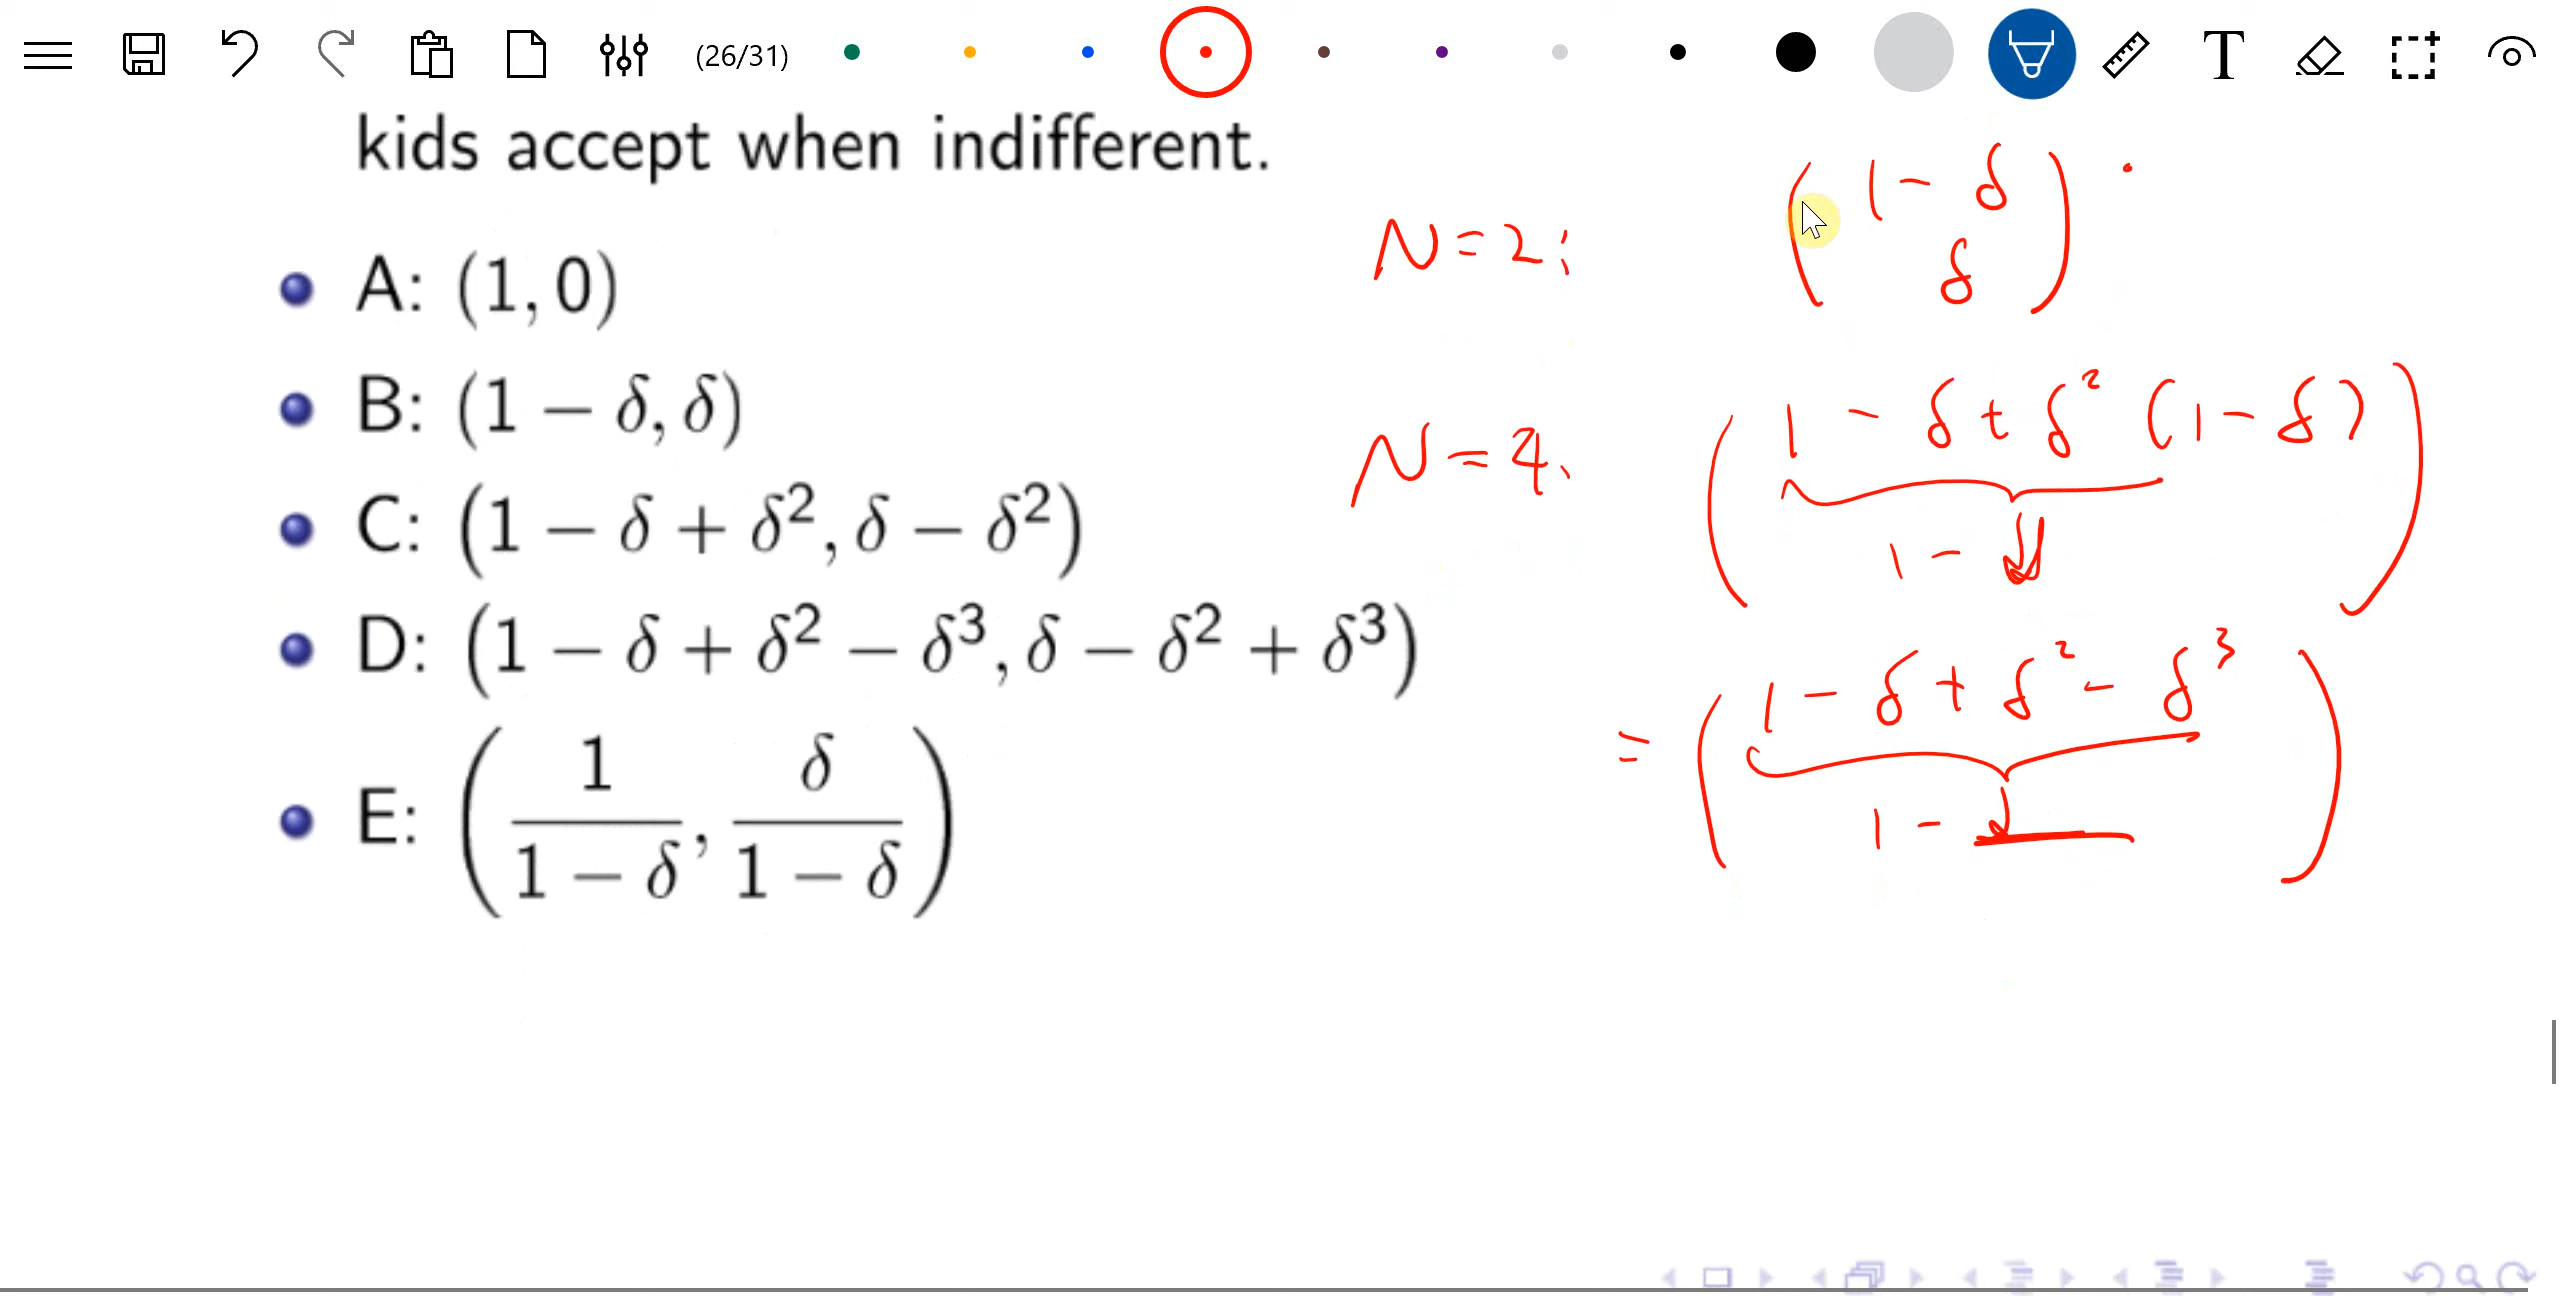 (26/31)
T
kids accept when indifferent.
A: (1, 0)
B: (1 − δ, δ)
C: (1 − δ + δ², δ − δ²)
D: (1 − δ + δ² − δ³, δ − δ² + δ³)
E: (1/(1 − δ), δ/(1 − δ))
N = 2: (1 − δ
δ) .
N = 4. (1 − δ + δ² (1 − δ)
1 − )
= (1 − δ + δ² − δ³
1 − )